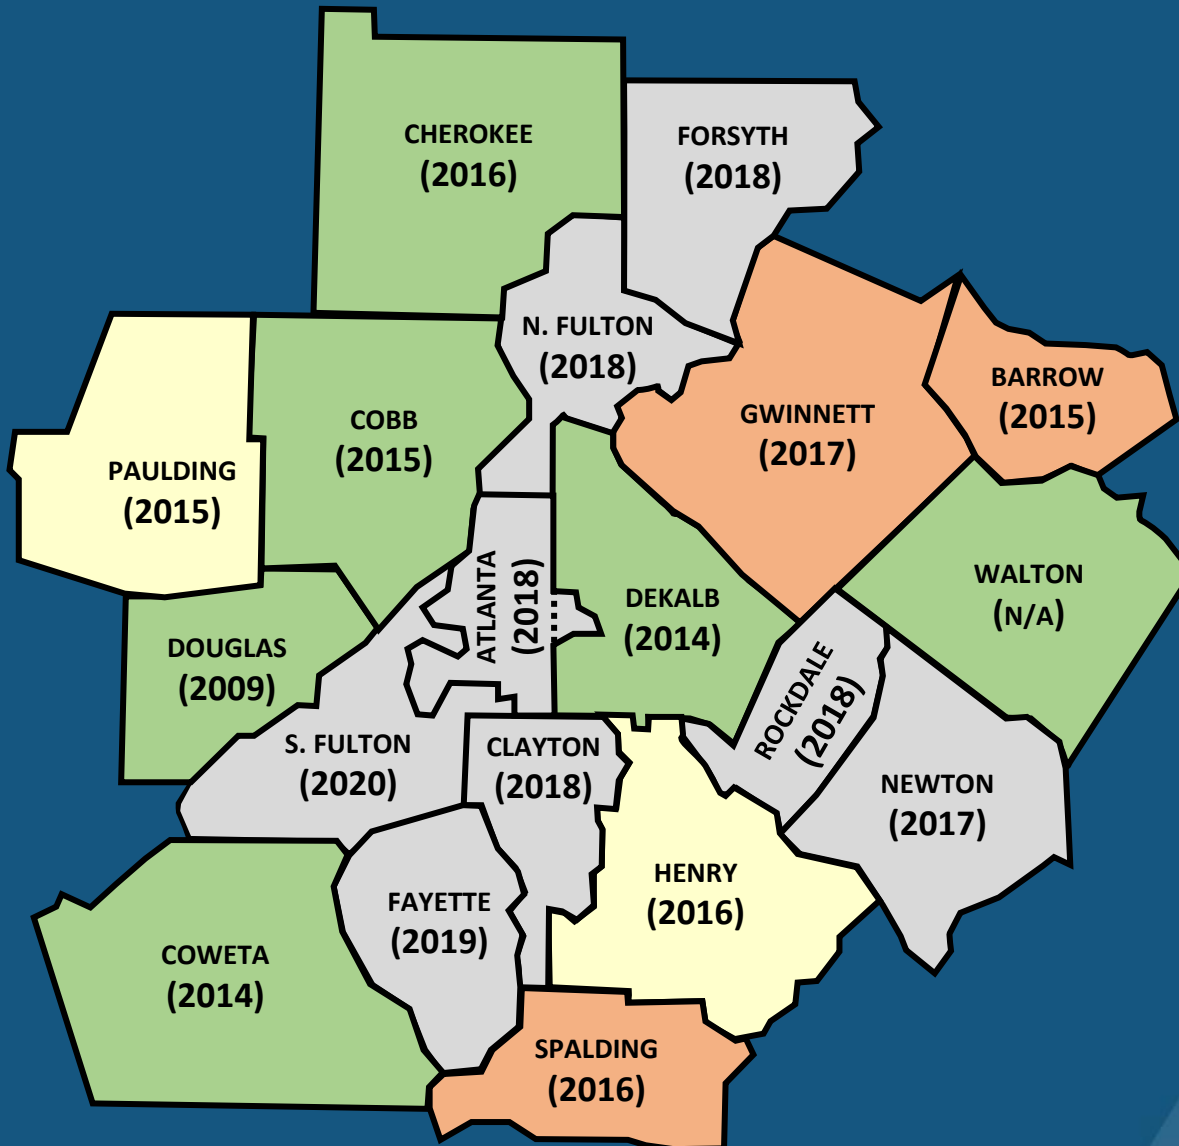 CHEROKEE
(2016)
FORSYTH
(2018)
N. FULTON
(2018)
BARROW
(2015)
GWINNETT
(2017)
COBB
(2015)
PAULDING
(2015)
ATLANTA
(2018)
DEKALB
(2014)
WALTON
(N/A)
DOUGLAS
(2009)
ROCKDALE
(2018)
S. FULTON
(2020)
CLAYTON
(2018)
NEWTON
(2017)
HENRY
(2016)
FAYETTE
(2019)
COWETA
(2014)
SPALDING
(2016)